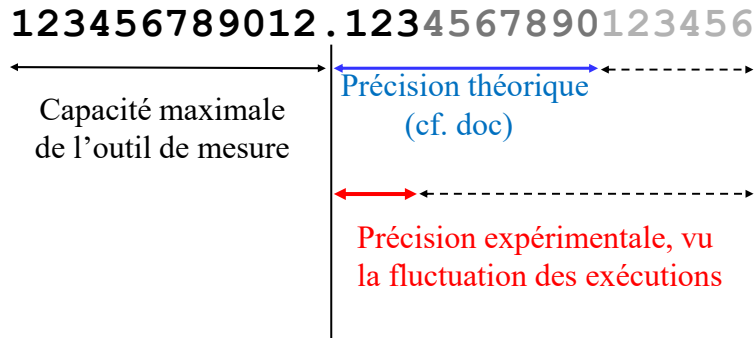 123456789012.1234567890123456
Capacité maximale
de l’outil de mesure
Précision théorique
(cf. doc)
Précision expérimentale, vu
la fluctuation des exécutions